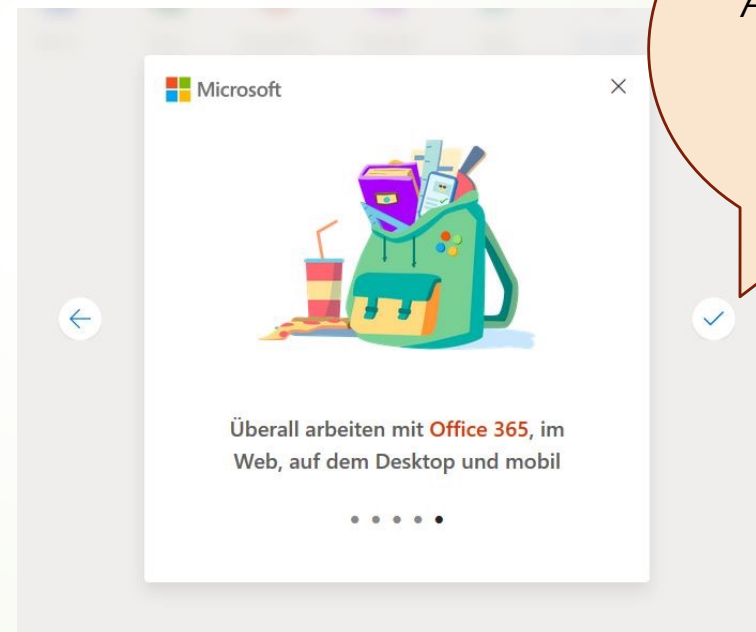 Microsoft
Überall arbeiten mit Office 365, im
Web, auf dem Desktop und mobil